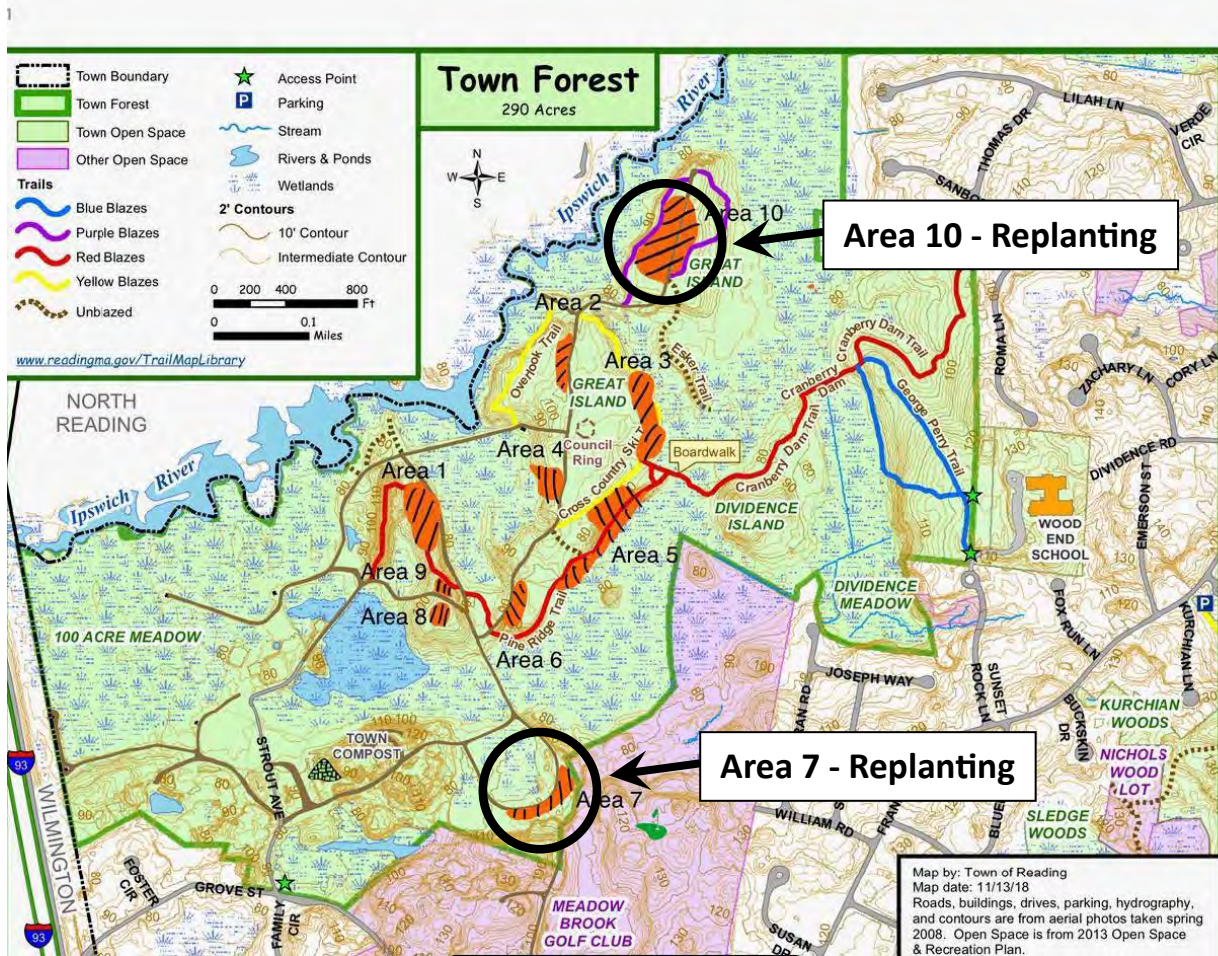 Town Boundary
Town Forest
Town Open Space
Other Open Space
Trails
Blue Blazes
Purple Blazes
Red Blazes
Yellow Blazes
Unblazed
Access Point
P
Parking
Stream
Rivers & Ponds
Wetlands
2' Contours
10' Contour
Intermediate Contour
0 200 400 800
Ft
0 0.1
Miles
www.readingma.gov/TrailMapLibrary
Town Forest
290 Acres
N
W E
S
Ipswich River
Area 10
Area 10 - Replanting
GREAT
ISLAND
LILAH LN
THOMAS DR
VERDE
CIR
Area 2
Overlook Trail
Area 3
Esker Trail
GREAT
ISLAND
Cranberry Dam Trail
Cranberry
Dam
ROMA LN
ZACHARY LN
CORY LN
George Perry Trail
NORTH
READING
Area 4
Council
Ring
Boardwalk
Cranberry Dam Trail
DIVIDENCE RD
EMERSON ST
Ipswich River
Area 1
DIVIDENCE
ISLAND
WOOD
END
SCHOOL
Area 5
Area 9
Area 8
Pine Ridge Trail
Area 6
100 ACRE MEADOW
DIVIDENCE
MEADOW
FOX RUN LN
P
KURCHIAN LN
JOSEPH WAY
SUNSET
ROCK LN
BUCKSKIN
DR
KURCHIAN
WOODS
NICHOLS
WOOD
LOT
SLEDGE
WOODS
TOWN
COMPOST
STROUT AVE
Area 7 - Replanting
Area 7
WILLIAM RD
93
WILMINGTON
93
FOSTER
CIR
GROVE ST
FAMILY
CIR
MEADOW
BROOK
GOLF CLUB
SUSAN
DR
Map by: Town of Reading
Map date: 11/13/18
Roads, buildings, drives, parking, hydrography,
and contours are from aerial photos taken spring
2008. Open Space is from 2013 Open Space
& Recreation Plan.